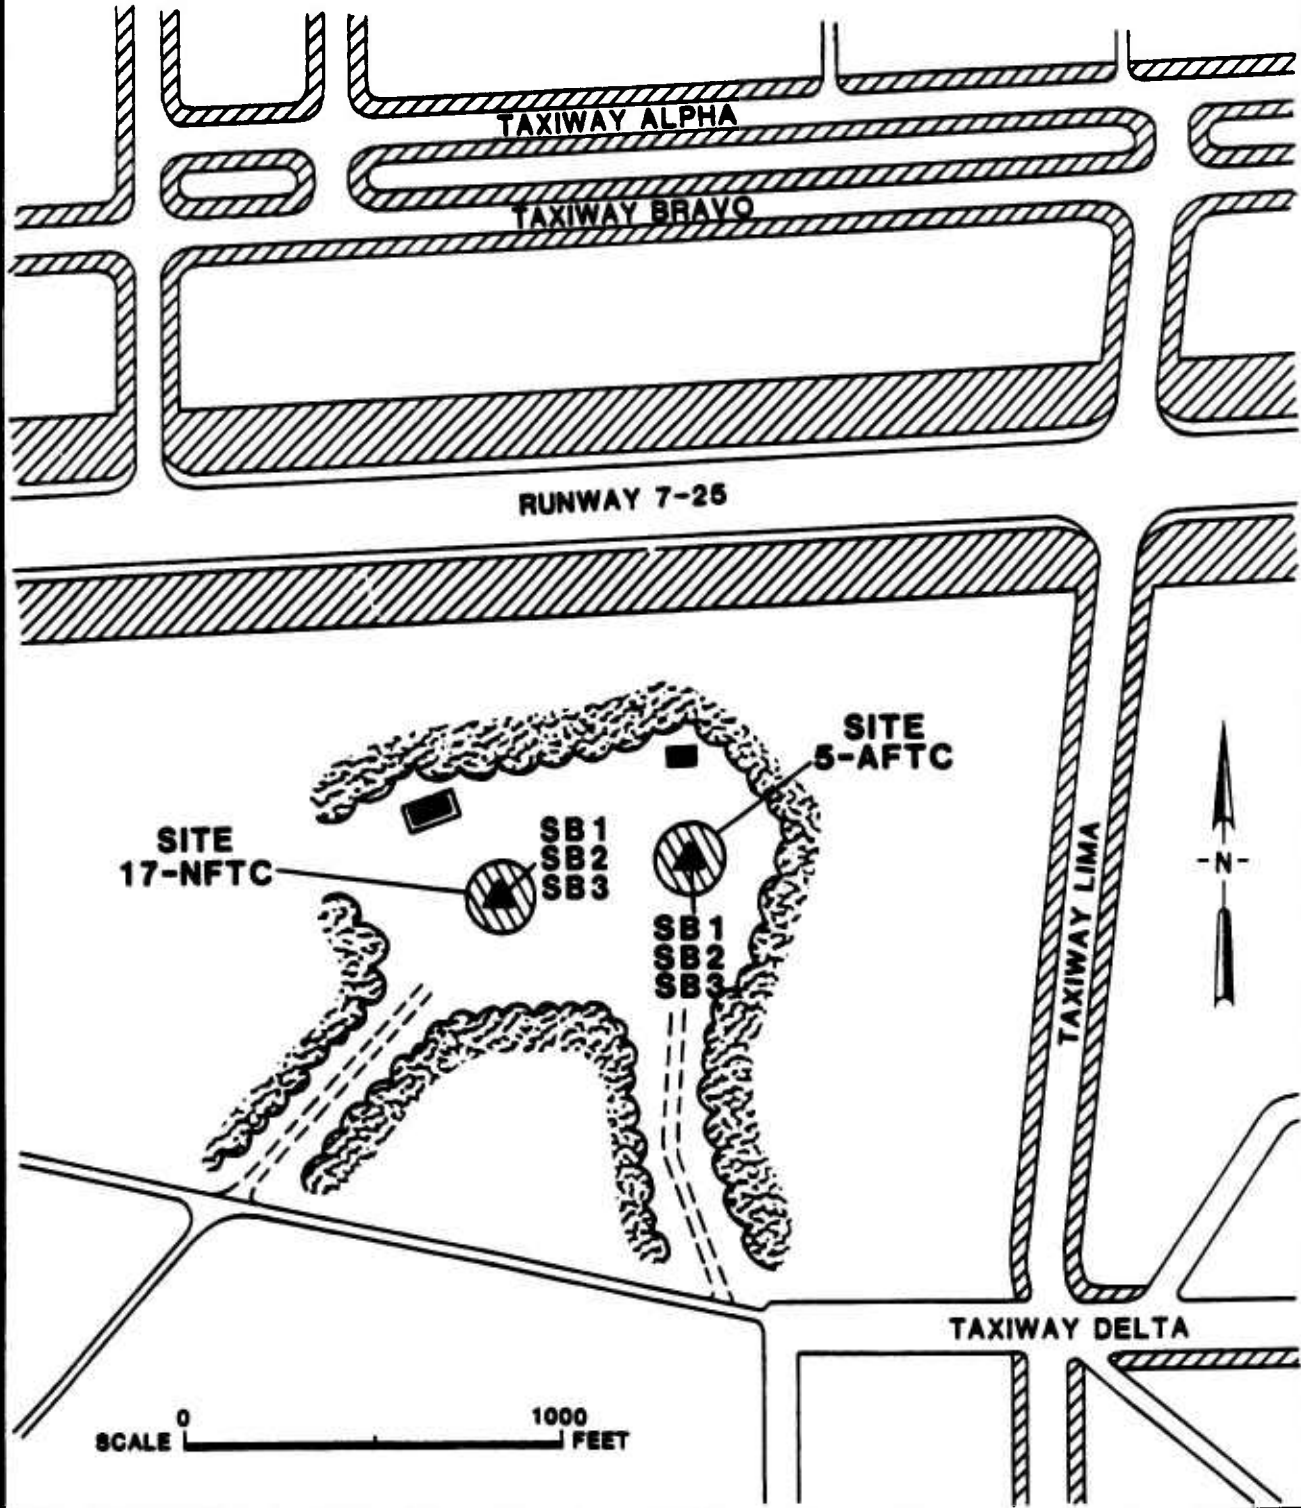 TAXIWAY ALPHA
TAXIWAY BRAVO
RUNWAY 7-25
SITE
5-AFTC
SITE
17-NFTC
SB1
SB2
SB3
SB1
SB2
SB3
TAXIWAY LIMA
-N-
TAXIWAY DELTA
0 1000
SCALE FEET